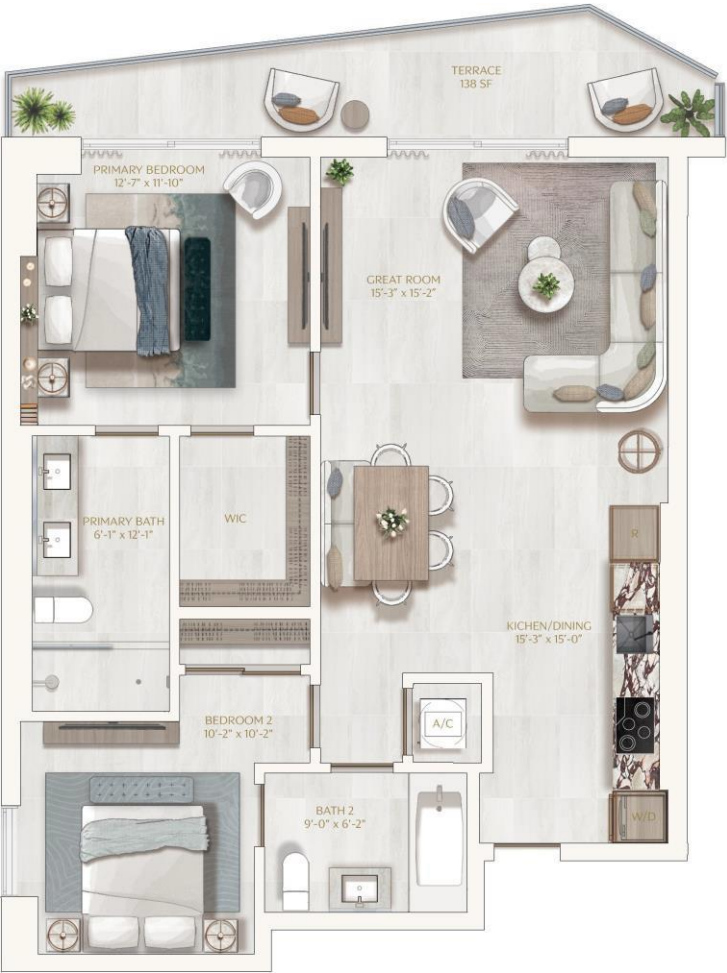 TERRACE
138 SF
PRIMARY BEDROOM
12'-7" x 11'-10"
GREAT ROOM
15'-3" x 15'-2"
PRIMARY BATH
6'-1" x 12'-1"
WIC
R
KICHEN/DINING
15'-3" x 15'-0"
BEDROOM 2
10'-2" x 10'-2"
A/C
BATH 2
9'-0" x 6'-2"
W/D